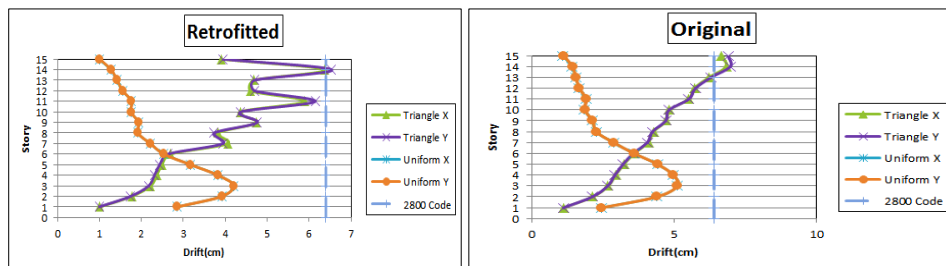 Retrofitted
Story
15
14
13
12
11
10
9
8
7
6
5
4
3
2
1
0
0 1 2 3 4 5 6 7
Drift(cm)
Triangle X
Triangle Y
Uniform X
Uniform Y
2800 Code
Original
Story
15
14
13
12
11
10
9
8
7
6
5
4
3
2
1
0
0 5 10
Drift(cm)
Triangle X
Triangle Y
Uniform X
Uniform Y
2800 Code